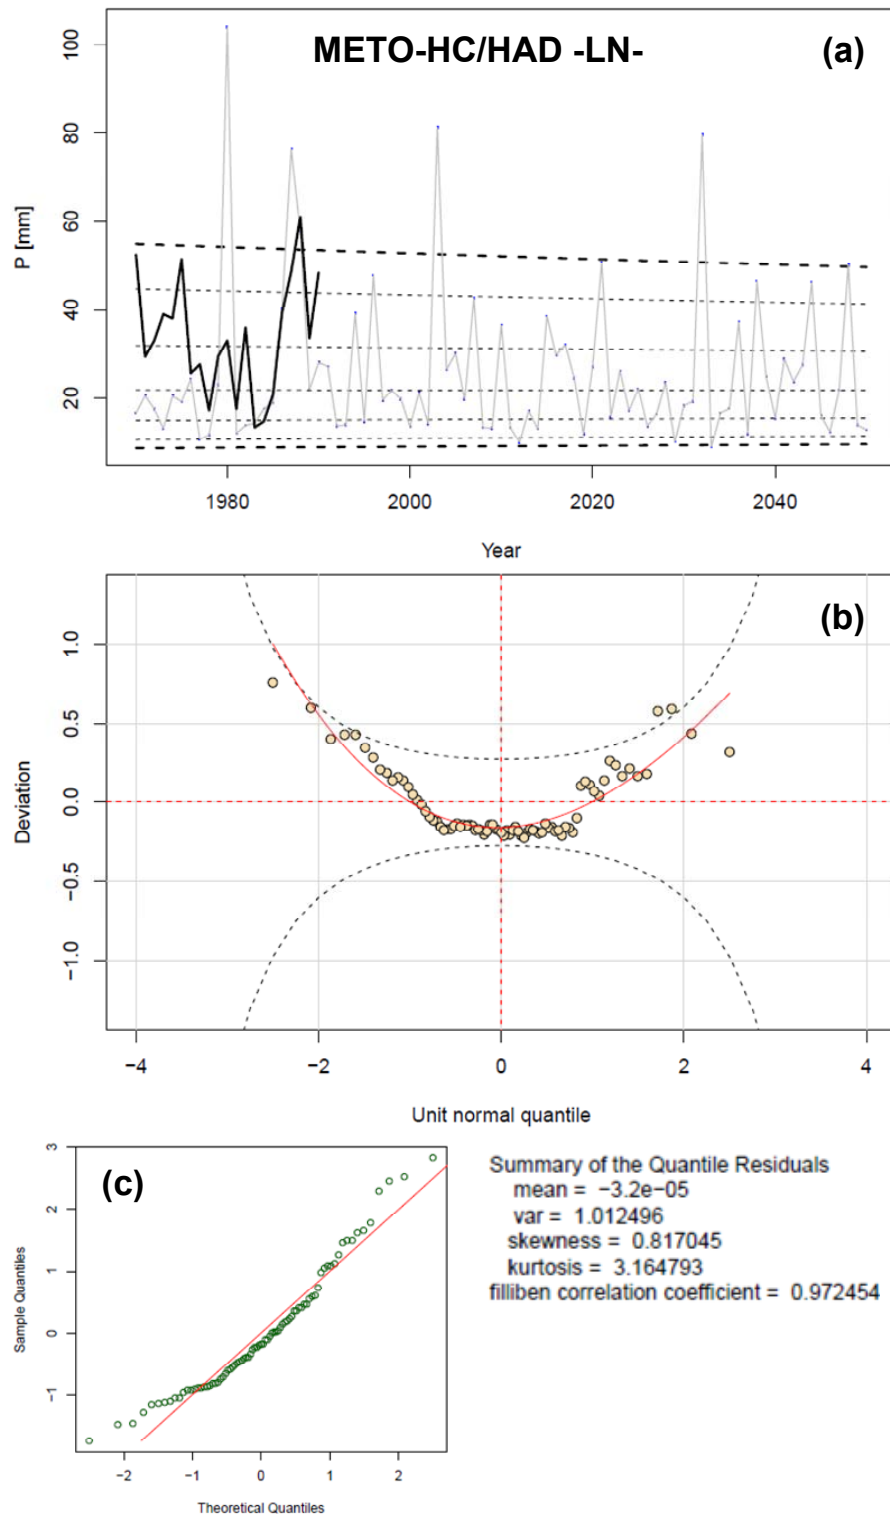 METO-HC/HAD -LN-
(a)
P [mm]
100
80
60
40
20
1980
2000
2020
2040
Year
(b)
Deviation
1.0
0.5
0.0
−0.5
−1.0
−4
−2
0
2
4
Unit normal quantile
(c)
Sample Quantiles
3
2
1
0
−1
−2
−1
0
1
2
Theoretical Quantiles
Summary of the Quantile Residuals
mean = −3.2e−05
var = 1.012496
skewness = 0.817045
kurtosis = 3.164793
filliben correlation coefficient = 0.972454